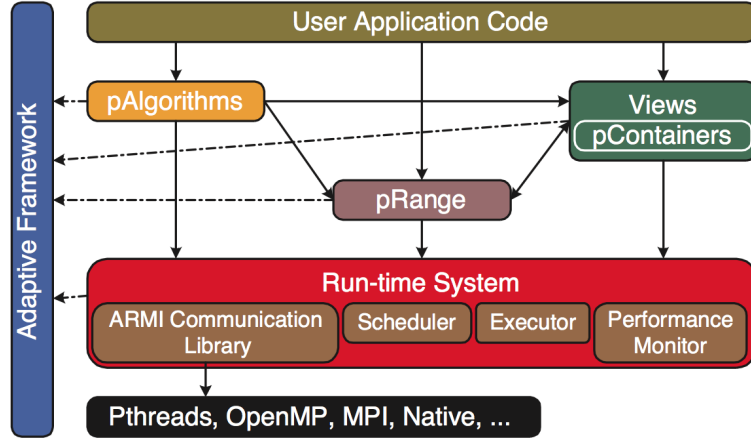 User Application Code
Adaptive Framework
pAlgorithms
Views
pContainers
pRange
Run-time System
ARMI Communication
Library
Scheduler
Executor
Performance
Monitor
Pthreads, OpenMP, MPI, Native, ...